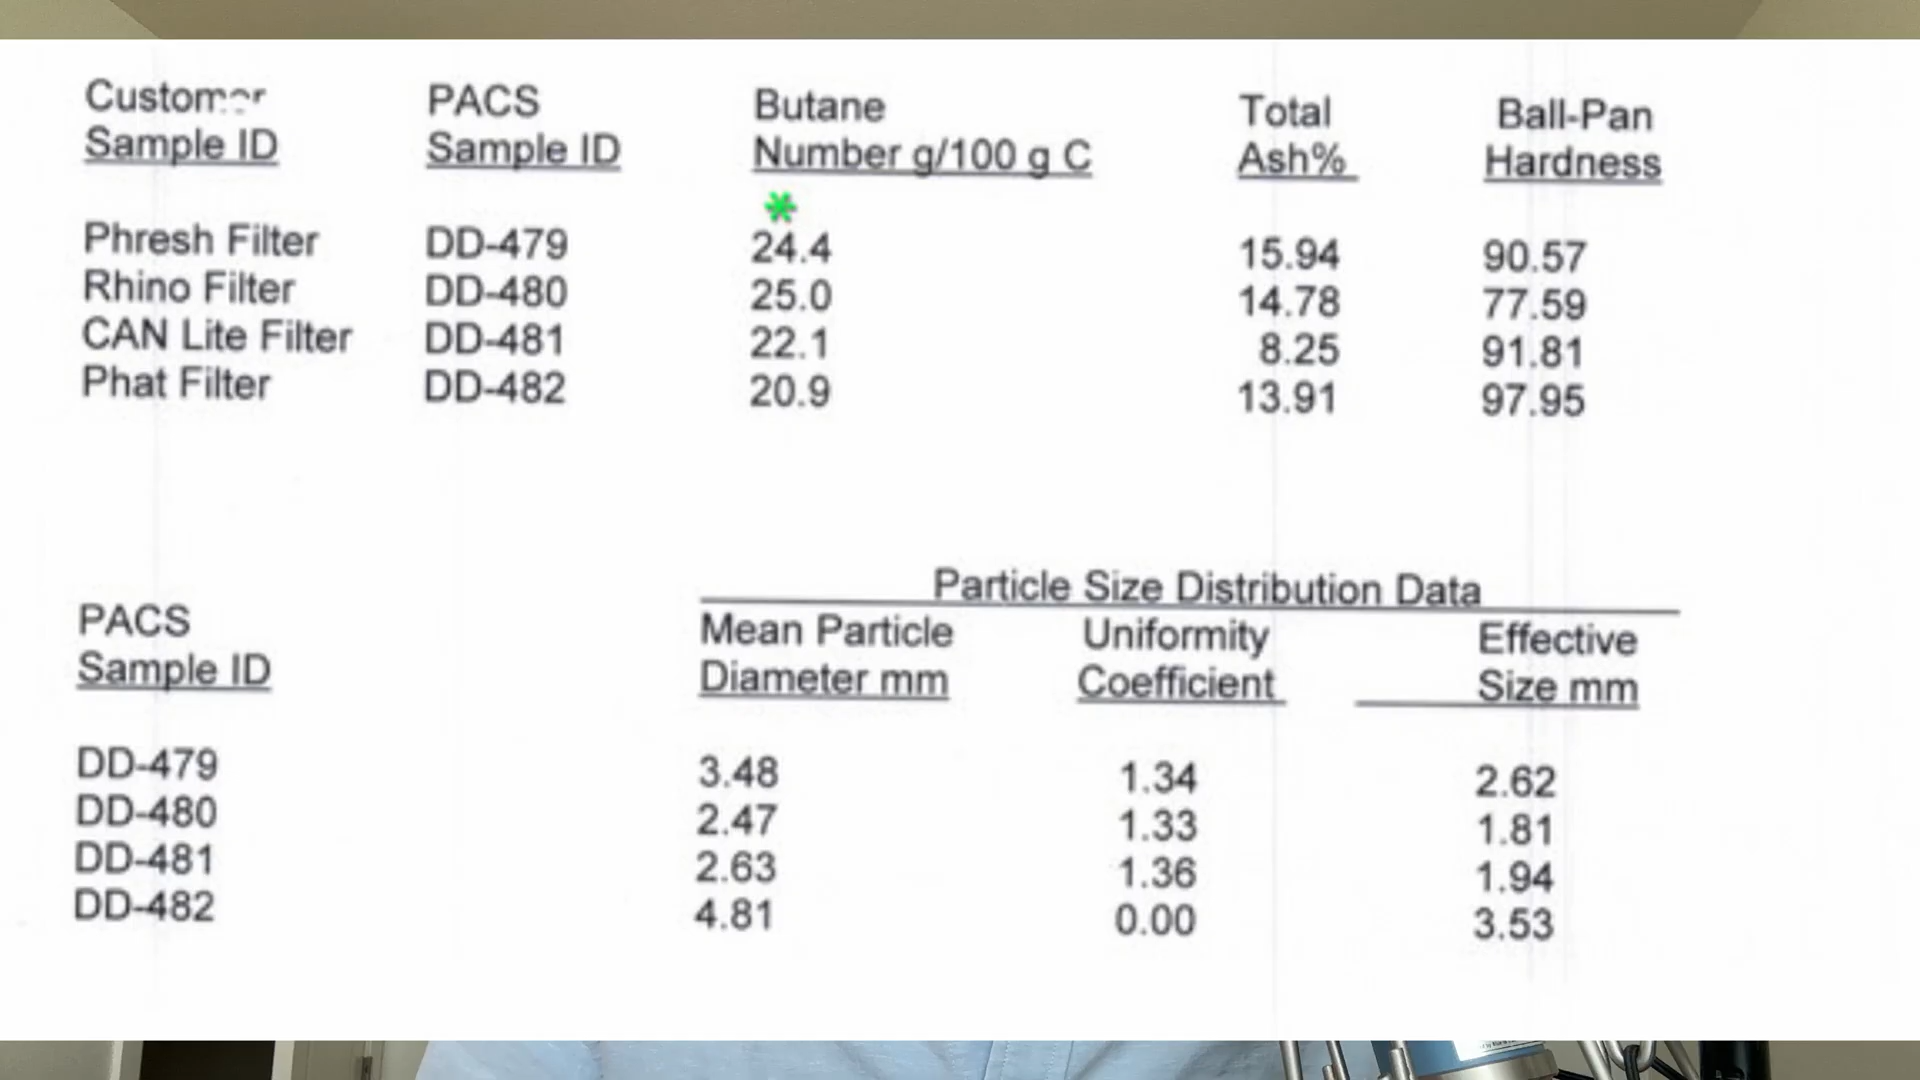 Customer PACS Butane Total Ball-Pan
Sample ID Sample ID Number g/100 g C Ash% Hardness
*
Phresh Filter DD-479 24.4 15.94 90.57
Rhino Filter DD-480 25.0 14.78 77.59
CAN Lite Filter DD-481 22.1 8.25 91.81
Phat Filter DD-482 20.9 13.91 97.95
Particle Size Distribution Data
PACS Mean Particle Uniformity Effective
Sample ID Diameter mm Coefficient Size mm
DD-479 3.48 1.34 2.62
DD-480 2.47 1.33 1.81
DD-481 2.63 1.36 1.94
DD-482 4.81 0.00 3.53